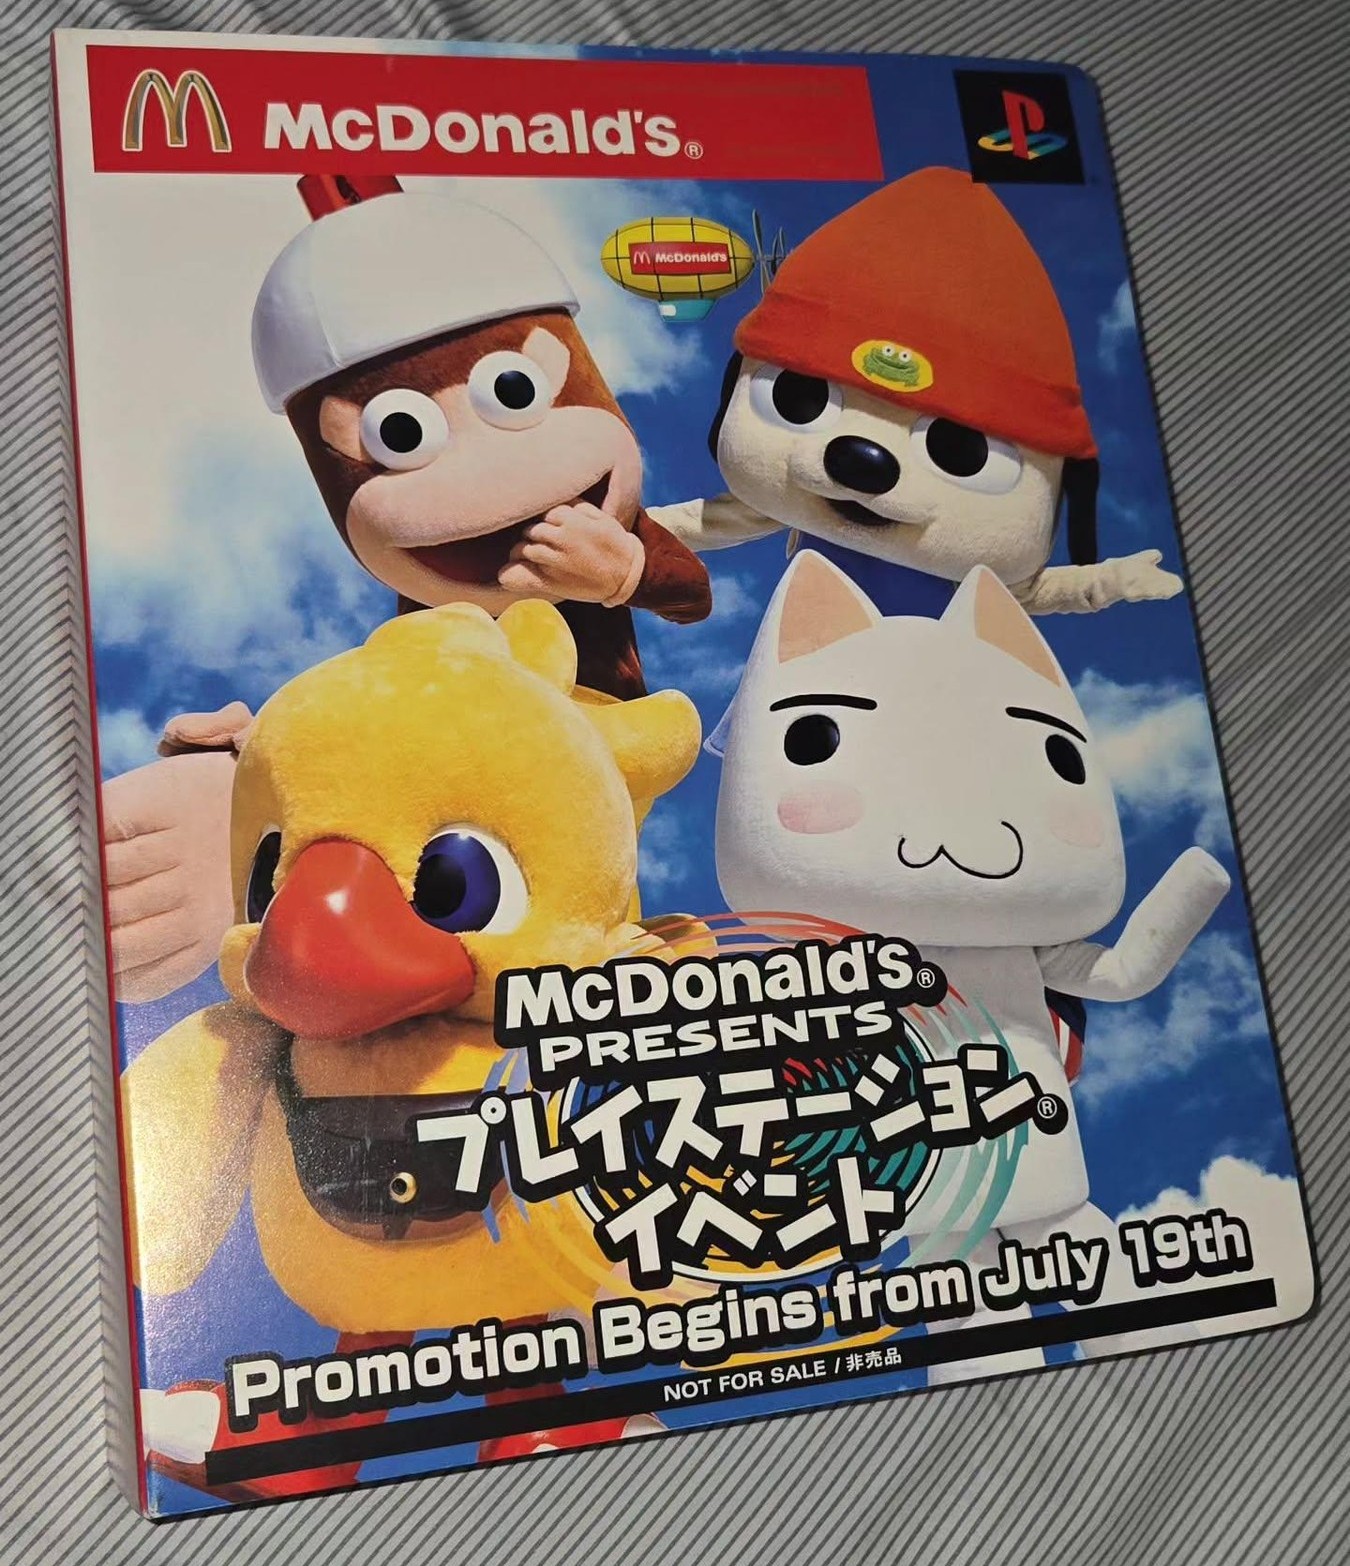 McDonald's®
McDonald's
McDonald's®
PRESENTS
プレイステーション®
イベント
Promotion Begins from July 19th
NOT FOR SALE / 非売品